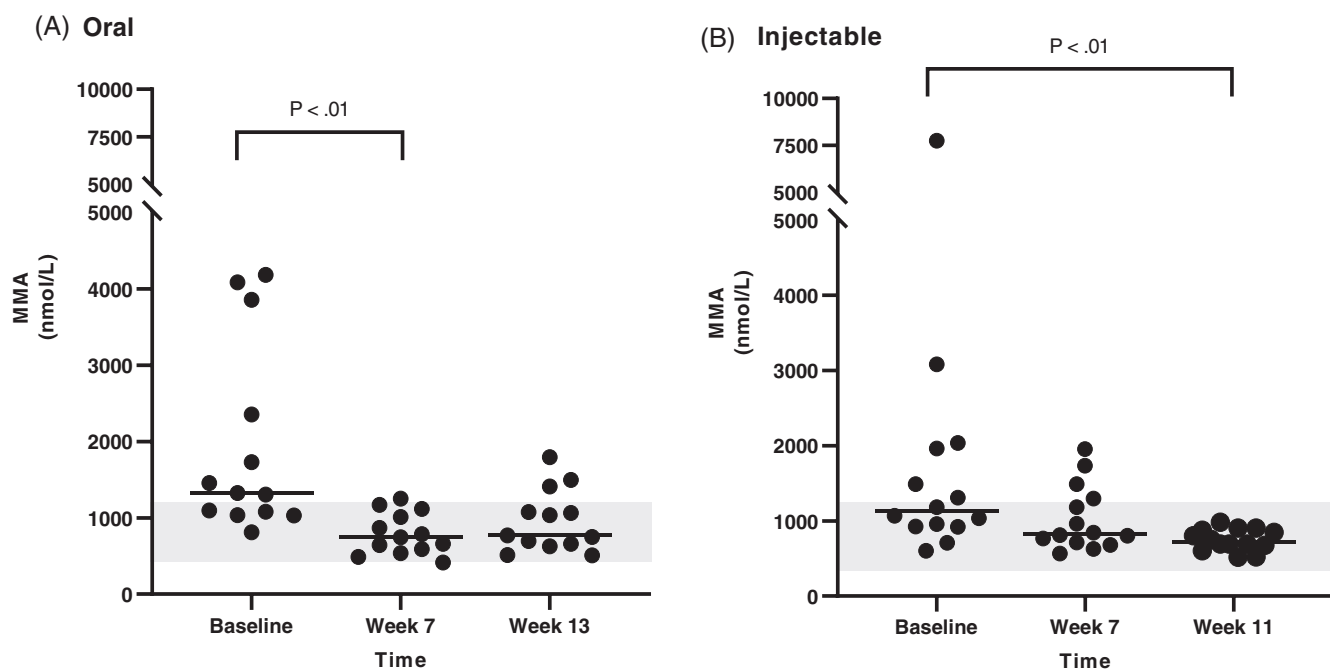 (A) Oral
P < .01
10000
7500
5000
5000
4000
3000
2000
1000
0
MMA
(nmol/L)
Baseline Week 7 Week 13
Time
(B) Injectable
P < .01
10000
7500
5000
5000
4000
3000
2000
1000
0
MMA
(nmol/L)
Baseline Week 7 Week 11
Time